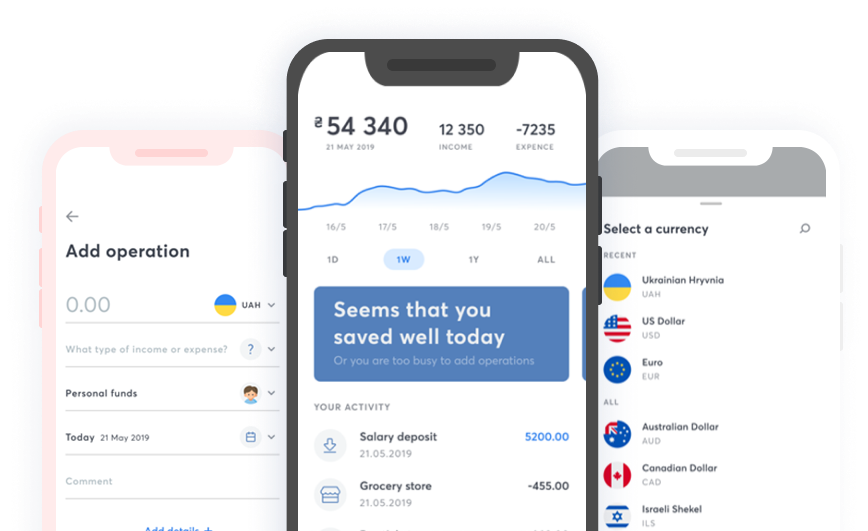 Add operation
0.00
UAH
What type of income or expense?
?
Personal funds
Today 21 May 2019
Comment
Add details +
₴54 340
21 MAY 2019
12 350
INCOME
-7235
EXPENCE
16/5 17/5 18/5 19/5 20/5
1D 1W 1Y ALL
Seems that you
saved well today
Or you are too busy to add operations
YOUR ACTIVITY
Salary deposit 5200.00
21.05.2019
Grocery store -455.00
21.05.2019
Select a currency
RECENT
Ukrainian Hryvnia
UAH
US Dollar
USD
Euro
EUR
ALL
Australian Dollar
AUD
Canadian Dollar
CAD
Israeli Shekel
ILS